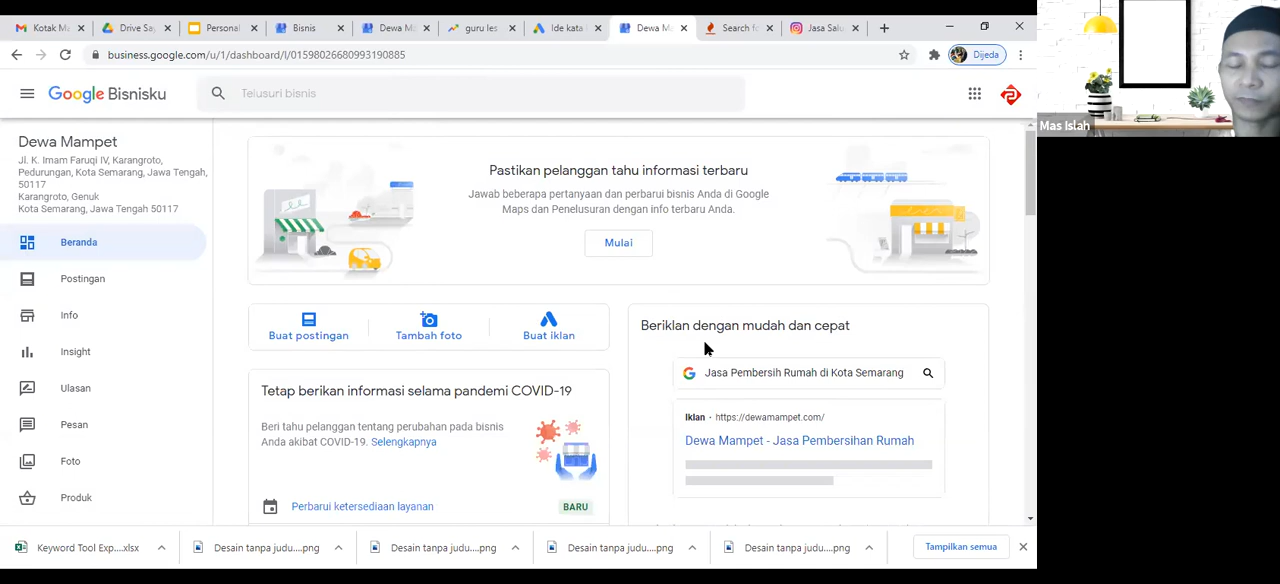 Kotak Ma
Drive Say
Personal
Bisnis
Dewa M
guru les
Ide kata
Dewa M
Search fo
Jasa Salu
business.google.com/u/1/dashboard/l/01598026680993190885
Dijeda
Google Bisnisku
Telusuri bisnis
Mas Islah
Dewa Mampet
Jl. K. Imam Faruqi IV, Karangroto,
Pedurungan, Kota Semarang, Jawa Tengah,
50117
Karangroto, Genuk
Kota Semarang, Jawa Tengah 50117
Beranda
Postingan
Info
Insight
Ulasan
Pesan
Foto
Produk
Pastikan pelanggan tahu informasi terbaru
Jawab beberapa pertanyaan dan perbarui bisnis Anda di Google
Maps dan Penelusuran dengan info terbaru Anda.
Mulai
Buat postingan
Tambah foto
Buat iklan
Tetap berikan informasi selama pandemi COVID-19
Beri tahu pelanggan tentang perubahan pada bisnis
Anda akibat COVID-19. Selengkapnya
Perbarui ketersediaan layanan
BARU
Beriklan dengan mudah dan cepat
Jasa Pembersih Rumah di Kota Semarang
Iklan · https://dewamampet.com/
Dewa Mampet - Jasa Pembersihan Rumah
Keyword Tool Exp...xlsx
Desain tanpa judu....png
Desain tanpa judu....png
Desain tanpa judu....png
Desain tanpa judu....png
Tampilkan semua